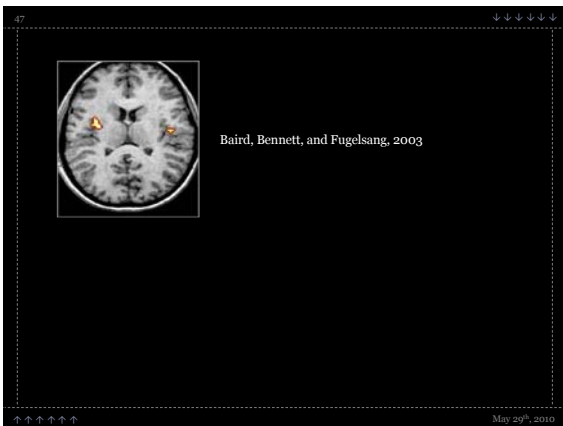 47
↓↓↓↓↓↓
Baird, Bennett, and Fugelsang, 2003
↑↑↑↑↑↑
May 29th, 2010